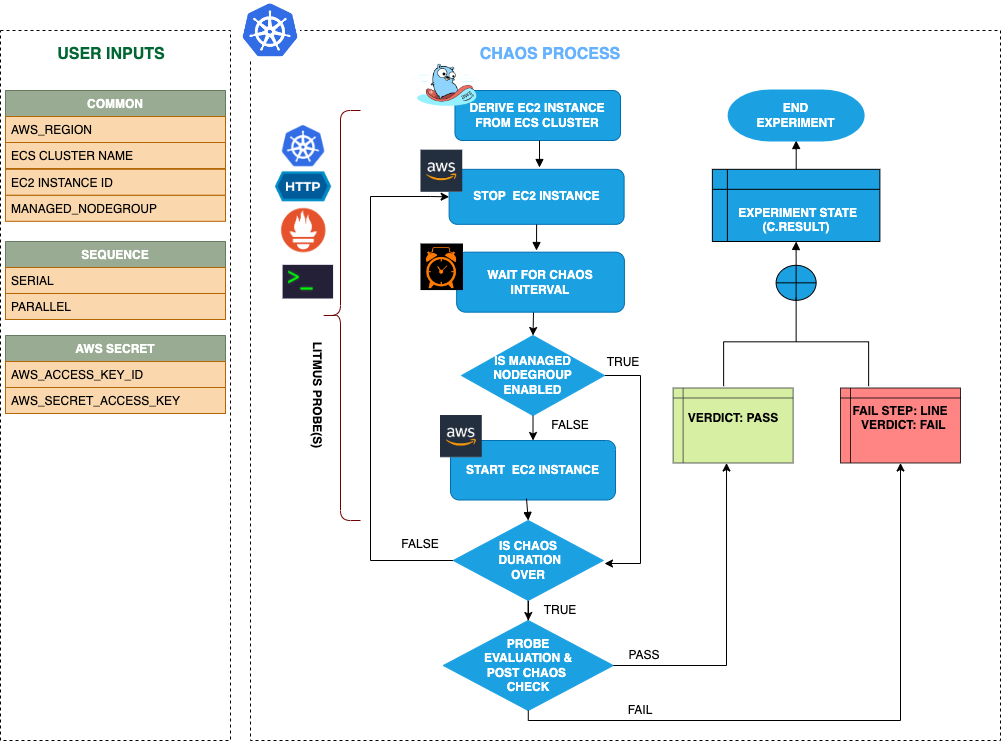 USER INPUTS
COMMON
AWS_REGION
ECS CLUSTER NAME
EC2 INSTANCE ID
MANAGED_NODEGROUP
SEQUENCE
SERIAL
PARALLEL
AWS SECRET
AWS_ACCESS_KEY_ID
AWS_SECRET_ACCESS_KEY
CHAOS PROCESS
HTTP
>_
LITMUS PROBE(S)
DERIVE EC2 INSTANCE
FROM ECS CLUSTER
aws
STOP EC2 INSTANCE
WAIT FOR CHAOS
INTERVAL
IS MANAGED
NODEGROUP
ENABLED
TRUE
FALSE
aws
START EC2 INSTANCE
IS CHAOS
DURATION
OVER
FALSE
TRUE
PROBE
EVALUATION &
POST CHAOS
CHECK
PASS
FAIL
END
EXPERIMENT
EXPERIMENT STATE
(C.RESULT)
VERDICT: PASS
FAIL STEP: LINE
VERDICT: FAIL